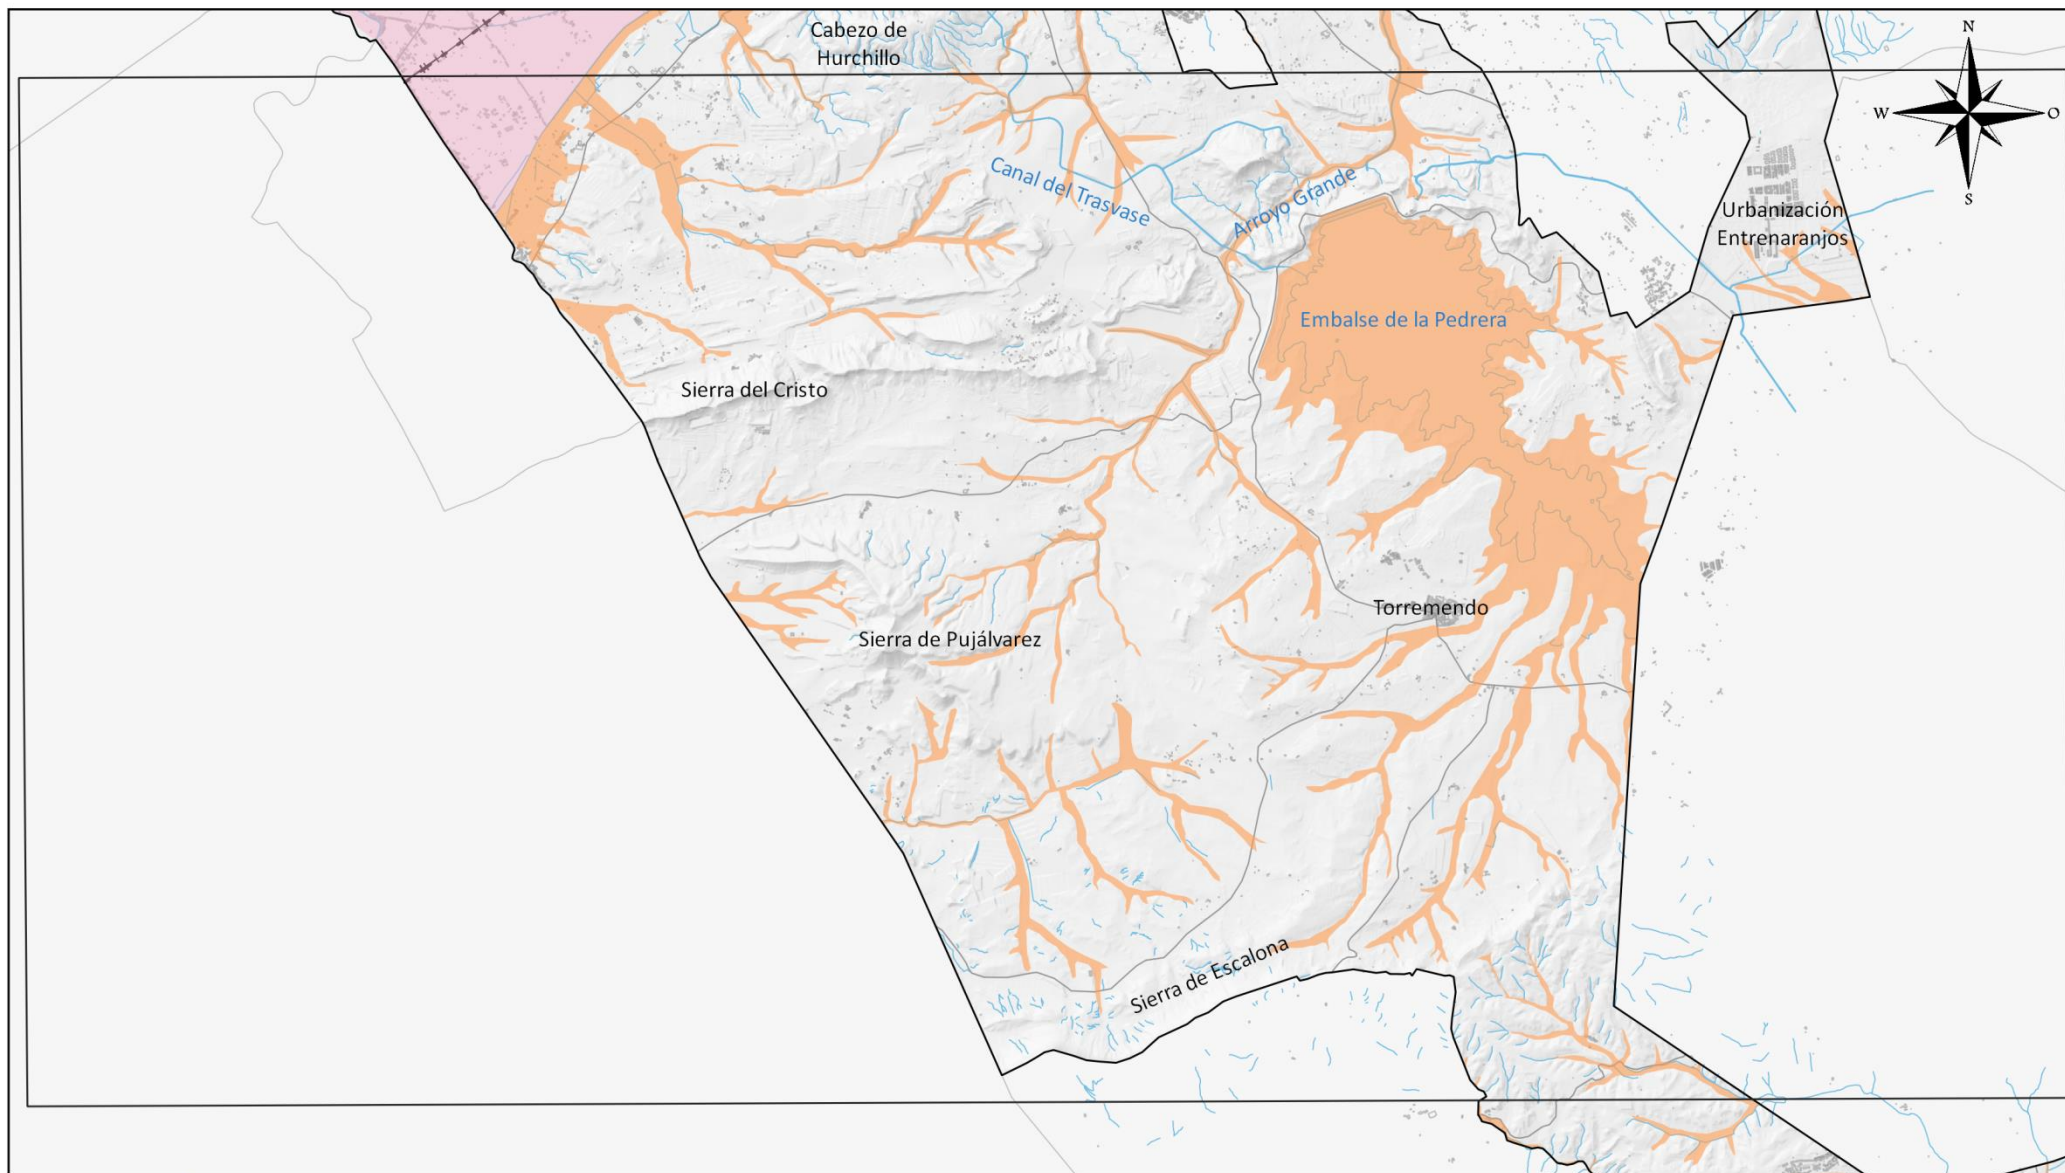 Cabezo de
Hurchillo
N
W
O
S
Canal del Trasvase
Arroyo Grande
Urbanización
Entrenaranjos
Embalse de la Pedrera
Sierra del Cristo
Torremendo
Sierra de Pujálvarez
Sierra de Escalona